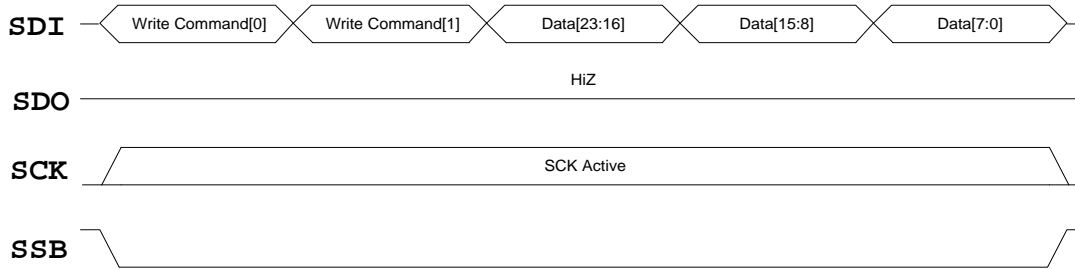 SDI Write Command[0] Write Command[1] Data[23:16] Data[15:8] Data[7:0]
SDO HiZ
SCK SCK Active
SSB